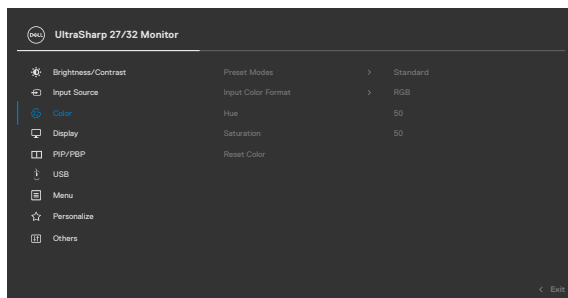 DELL UltraSharp 27/32 Monitor
Brightness/Contrast Preset Modes > Standard
Input Source Input Color Format > RGB
Color Hue 50
Display Saturation 50
PIP/PBP Reset Color
USB
Menu
Personalize
Others
< Exit